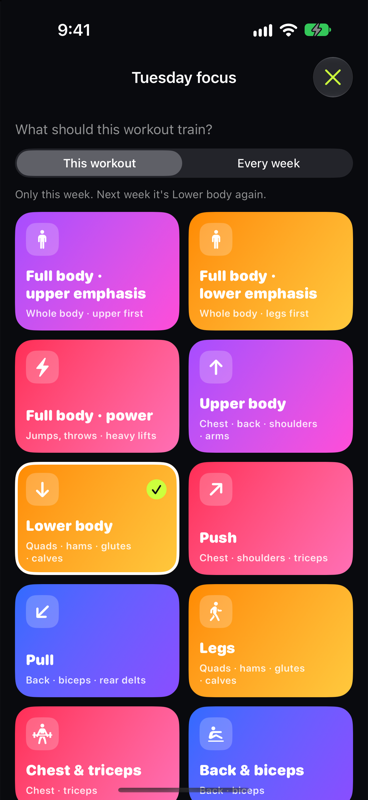 9:41
Tuesday focus
What should this workout train?
This workout
Every week
Only this week. Next week it's Lower body again.
Full body ·
upper emphasis
Whole body · upper first
Full body ·
lower emphasis
Whole body · legs first
Full body · power
Jumps, throws · heavy lifts
Upper body
Chest · back · shoulders
· arms
Lower body
Quads · hams · glutes
· calves
Push
Chest · shoulders · triceps
Pull
Back · biceps · rear delts
Legs
Quads · hams · glutes
· calves
Chest & triceps
Chest · triceps
Back & biceps
Back · biceps